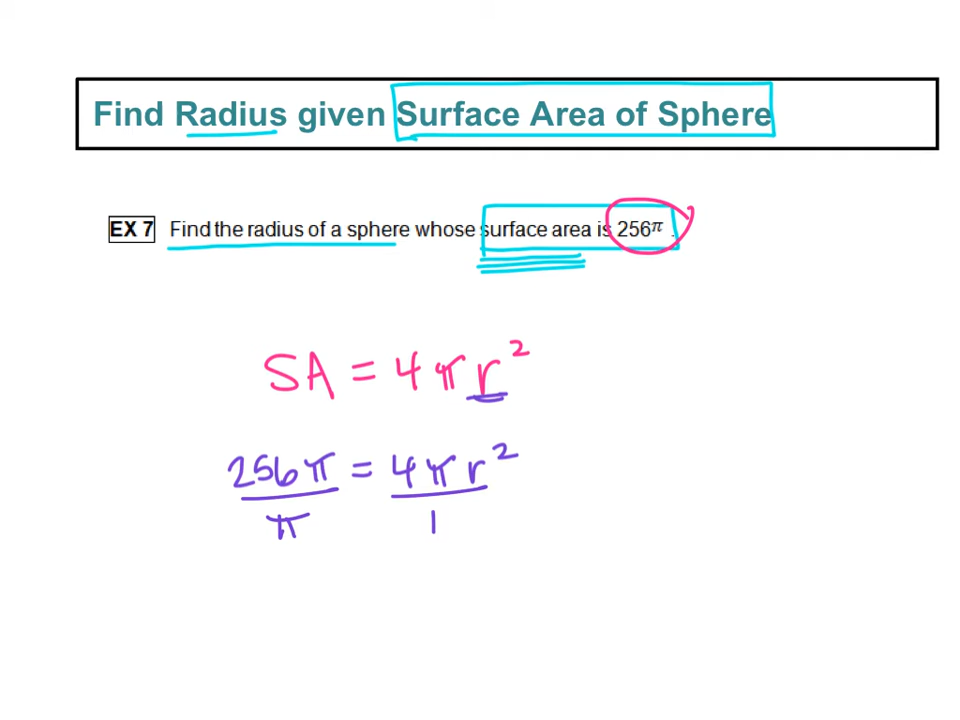 Find Radius given Surface Area of Sphere
EX 7 Find the radius of a sphere whose surface area is 256π .
SA = 4πr²
256π = 4πr²
π 1